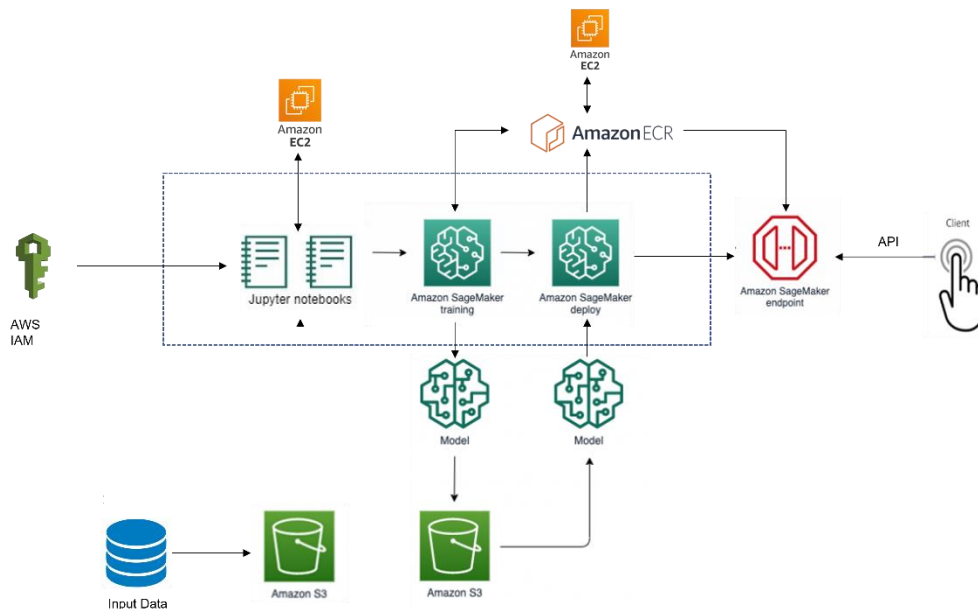 Amazon
EC2
Amazon
EC2
Amazon ECR
Client
API
Jupyter notebooks
Amazon SageMaker
training
Amazon SageMaker
deploy
Amazon SageMaker
endpoint
AWS
IAM
Model
Model
Amazon S3
Amazon S3
Input Data